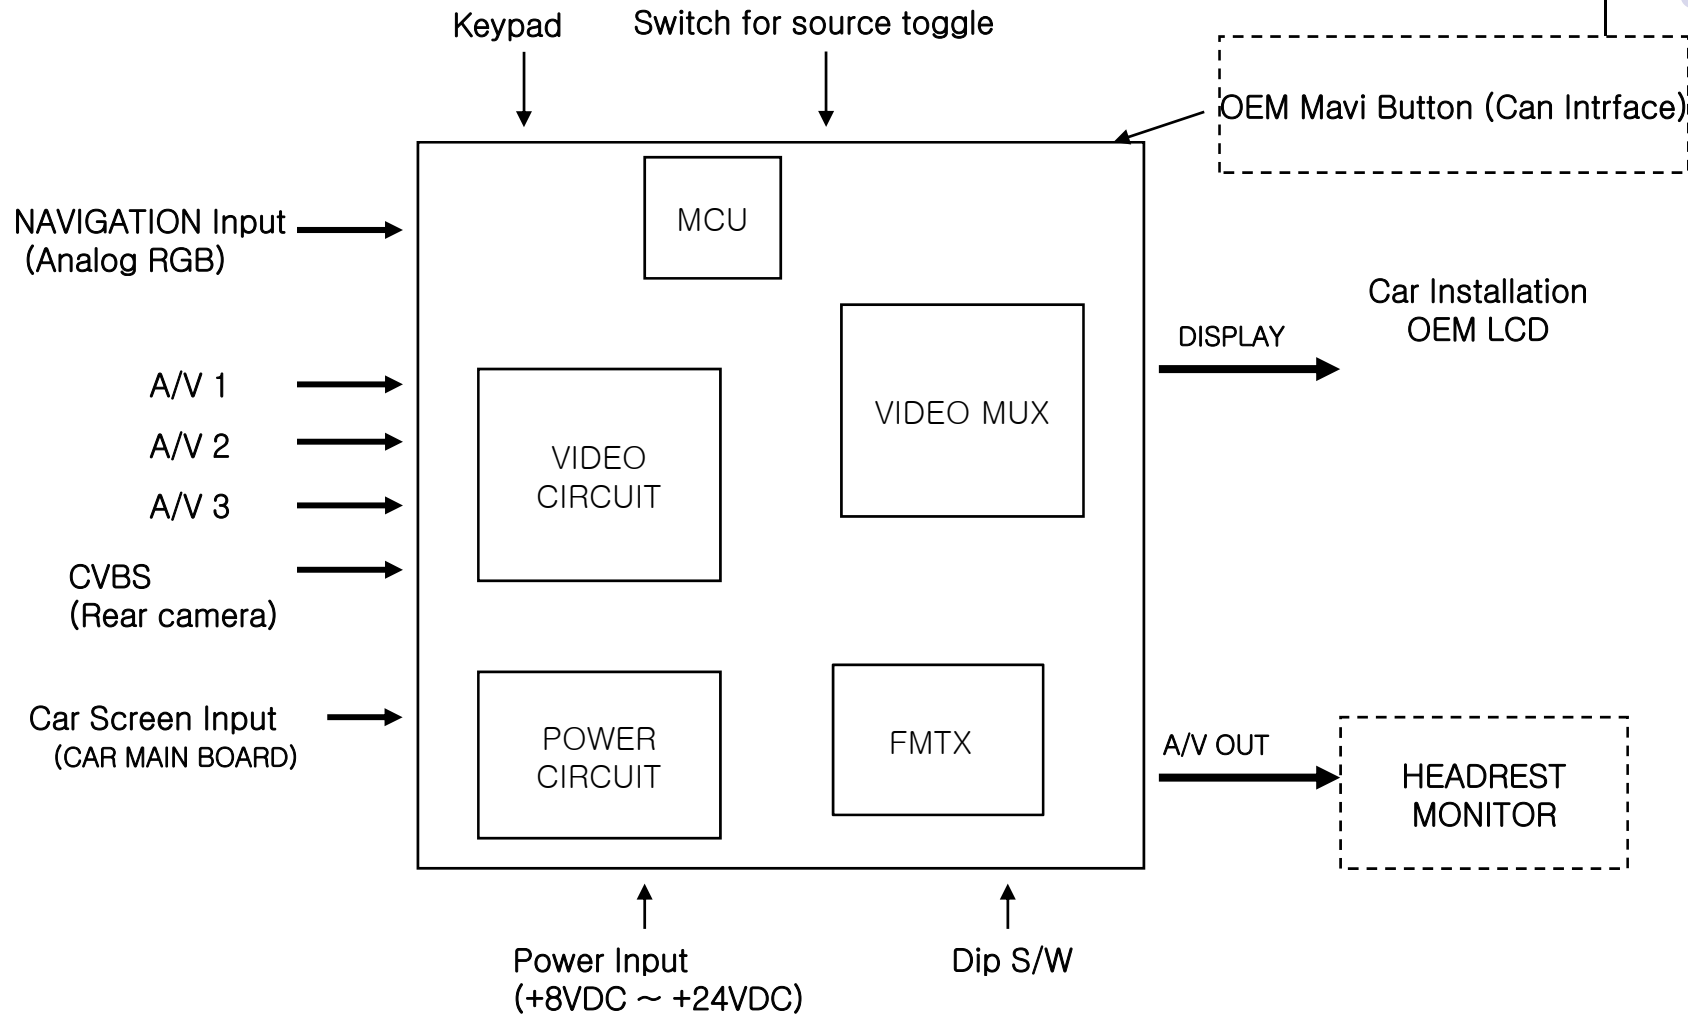 Keypad
Switch for source toggle
OEM Mavi Button (Can Intrface)
NAVIGATION Input
(Analog RGB)
MCU
Car Installation
OEM LCD
DISPLAY
A/V 1
A/V 2
A/V 3
VIDEO
CIRCUIT
VIDEO MUX
CVBS
(Rear camera)
Car Screen Input
(CAR MAIN BOARD)
POWER
CIRCUIT
FMTX
A/V OUT
HEADREST
MONITOR
Power Input
(+8VDC ~ +24VDC)
Dip S/W